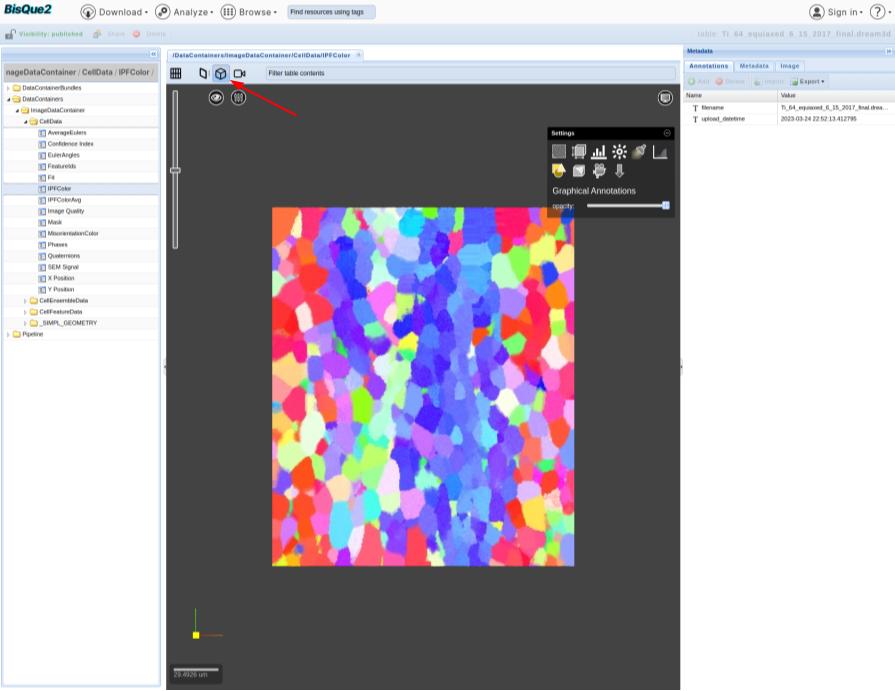 BisQue2 Download Analyze Browse Find resources using tags Sign in ?
Visibility: published Share Delete table: Ti_64_equiaxed_6_15_2017_final.dream3d
/DataContainers/ImageDataContainer/CellData/IPFColor
nageDataContainer / CellData / IPFColor /
Filter table contents
DataContainerBundles
DataContainers
ImageDataContainer
CellData
AverageEulers
Confidence Index
EulerAngles
FeatureIds
Fit
IPFColor
IPFColorAvg
Image Quality
Mask
MisorientationColor
Phases
Quaternions
SEM Signal
X Position
Y Position
CellEnsembleData
CellFeatureData
_SIMPL_GEOMETRY
Pipeline
Settings
Graphical Annotations
opacity:
29.4926 um
Metadata
Annotations Metadata Image
Add Delete Import Export
Name Value
filename Ti_64_equiaxed_6_15_2017_final.drea...
upload_datetime 2023-03-24 22:52:13.412795